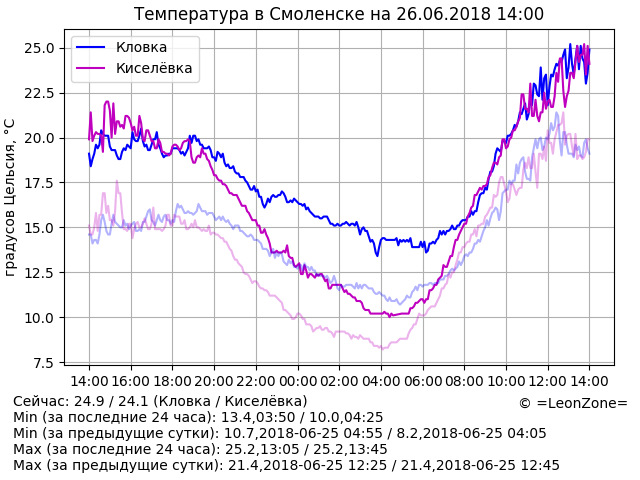 Температура в Смоленске на 26.06.2018 14:00
Кловка
Киселёвка
градусов Цельсия, °C
25.0
22.5
20.0
17.5
15.0
12.5
10.0
7.5
14:00 16:00 18:00 20:00 22:00 00:00 02:00 04:00 06:00 08:00 10:00 12:00 14:00
Сейчас: 24.9 / 24.1 (Кловка / Киселёвка)
© =LeonZone=
Min (за последние 24 часа): 13.4,03:50 / 10.0,04:25
Min (за предыдущие сутки): 10.7,2018-06-25 04:55 / 8.2,2018-06-25 04:05
Max (за последние 24 часа): 25.2,13:05 / 25.2,13:45
Max (за предыдущие сутки): 21.4,2018-06-25 12:25 / 21.4,2018-06-25 12:45